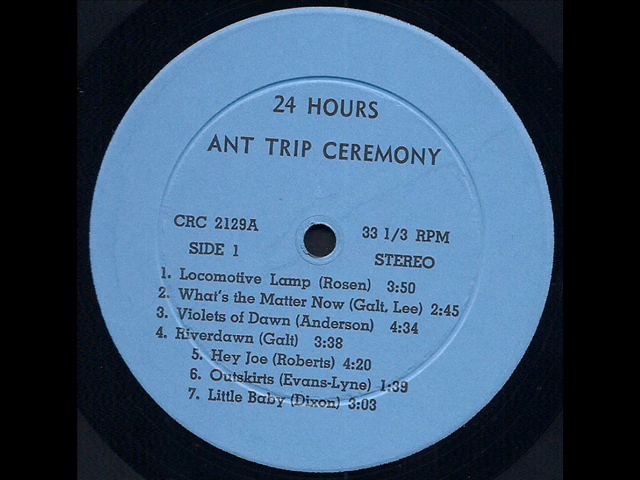 24 HOURS
ANT TRIP CEREMONY
CRC 2129A
33 1/3 RPM
SIDE 1
STEREO
1. Locomotive Lamp (Rosen) 3:50
2. What's the Matter Now (Galt, Lee) 2:45
3. Violets of Dawn (Anderson) 4:34
4. Riverdawn (Galt) 3:38
5. Hey Joe (Roberts) 4:20
6. Outskirts (Evans-Lyne) 1:39
7. Little Baby (Dixon) 3:03